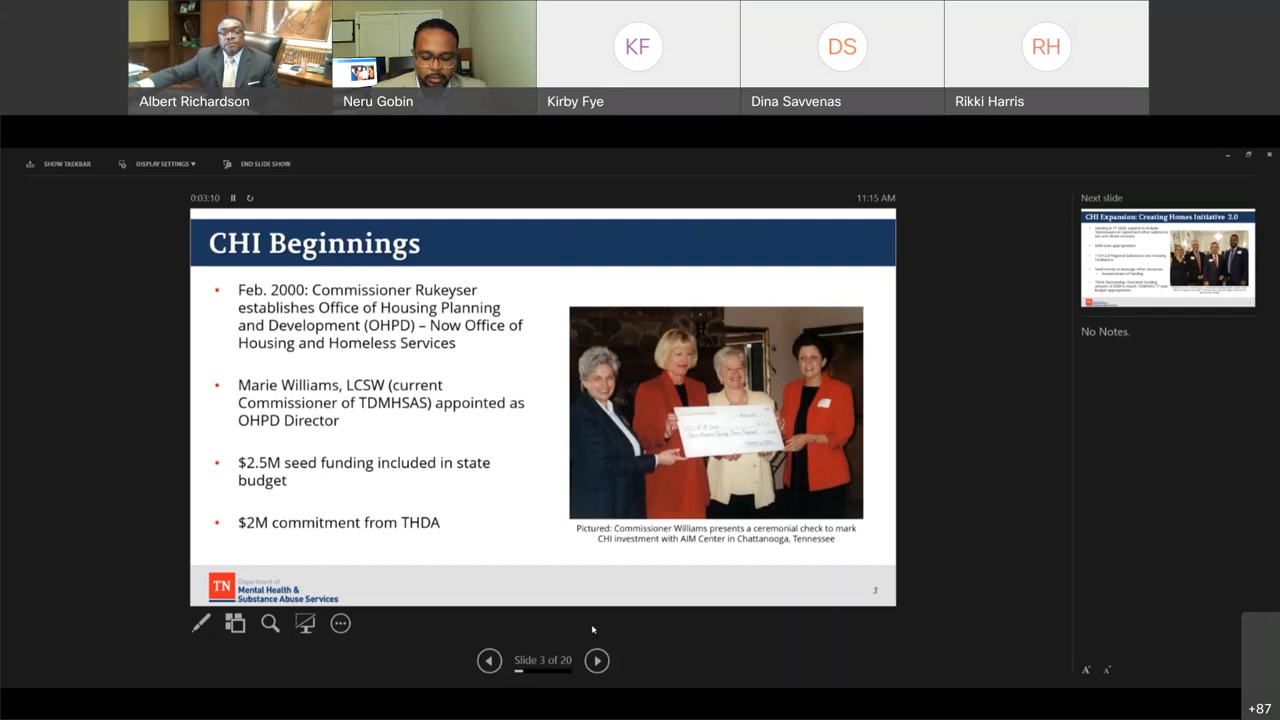 KF
DS
RH
Albert Richardson
Neru Gobin
Kirby Fye
Dina Savvenas
Rikki Harris
SHOW TASKBAR
DISPLAY SETTINGS
END SLIDE SHOW
0:03:10
11:15 AM
CHI Beginnings
• Feb. 2000: Commissioner Rukeyser
establishes Office of Housing Planning
and Development (OHPD) – Now Office of
Housing and Homeless Services
• Marie Williams, LCSW (current
Commissioner of TDMHSAS) appointed as
OHPD Director
• $2.5M seed funding included in state
budget
• $2M commitment from THDA
Pictured: Commissioner Williams presents a ceremonial check to mark
CHI investment with AIM Center in Chattanooga, Tennessee
TN
Department of
Mental Health &
Substance Abuse Services
3
Slide 3 of 20
Next slide
CHI Expansion: Creating Homes Initiative 2.0
No Notes.
A
A
+87